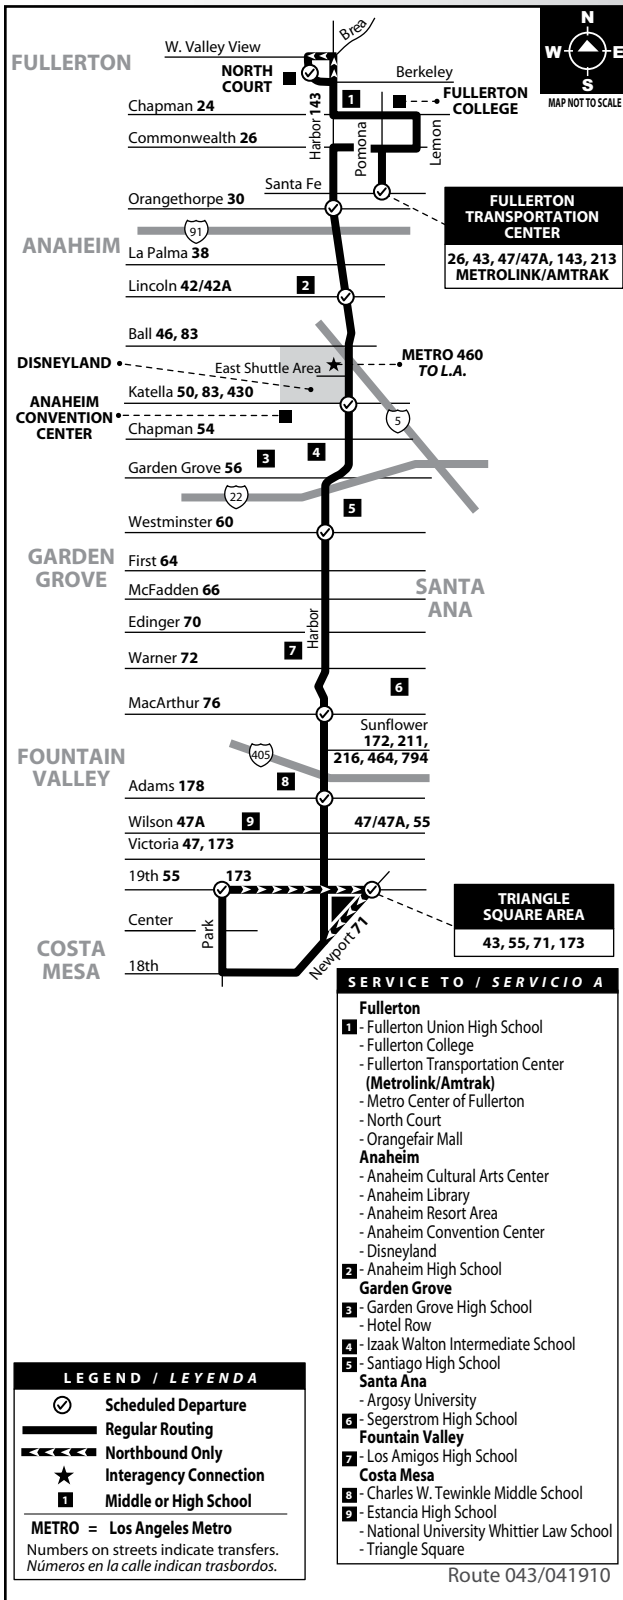 N
W E
S
MAP NOT TO SCALE
FULLERTON
W. Valley View
Brea
NORTH
COURT
Berkeley
FULLERTON
COLLEGE
1
Chapman 24
Harbor 143
Commonwealth 26
Pomona
Lemon
Santa Fe
Orangethorpe 30
FULLERTON
TRANSPORTATION
CENTER
26, 43, 47/47A, 143, 213
METROLINK/AMTRAK
91
ANAHEIM
La Palma 38
Lincoln 42/42A
2
Ball 46, 83
DISNEYLAND
East Shuttle Area
METRO 460
TO L.A.
Katella 50, 83, 430
ANAHEIM
CONVENTION
CENTER
5
Chapman 54
3
4
Garden Grove 56
22
5
Westminster 60
GARDEN
GROVE
First 64
McFadden 66
SANTA
ANA
Edinger 70
Harbor
7
Warner 72
6
MacArthur 76
Sunflower
172, 211,
216, 464, 794
FOUNTAIN
VALLEY
405
8
Adams 178
Wilson 47A
9
47/47A, 55
Victoria 47, 173
19th 55
173
TRIANGLE
SQUARE AREA
43, 55, 71, 173
Center
Park
Newport 71
COSTA
MESA
18th
SERVICE TO / SERVICIO A
Fullerton
1 - Fullerton Union High School
- Fullerton College
- Fullerton Transportation Center
(Metrolink/Amtrak)
- Metro Center of Fullerton
- North Court
- Orangefair Mall
Anaheim
- Anaheim Cultural Arts Center
- Anaheim Library
- Anaheim Resort Area
- Anaheim Convention Center
- Disneyland
2 - Anaheim High School
Garden Grove
3 - Garden Grove High School
- Hotel Row
4 - Izaak Walton Intermediate School
5 - Santiago High School
Santa Ana
- Argosy University
6 - Segerstrom High School
Fountain Valley
7 - Los Amigos High School
Costa Mesa
8 - Charles W. Tewinkle Middle School
9 - Estancia High School
- National University Whittier Law School
- Triangle Square
LEGEND / LEYENDA
Scheduled Departure
Regular Routing
Northbound Only
Interagency Connection
1 Middle or High School
METRO = Los Angeles Metro
Numbers on streets indicate transfers.
Números en la calle indican trasbordos.
Route 043/041910